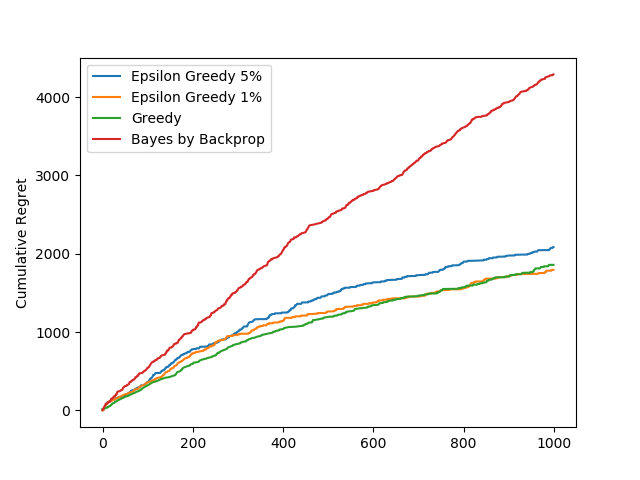 Epsilon Greedy 5%
Epsilon Greedy 1%
Greedy
Bayes by Backprop
Cumulative Regret
4000
3000
2000
1000
0
0 200 400 600 800 1000